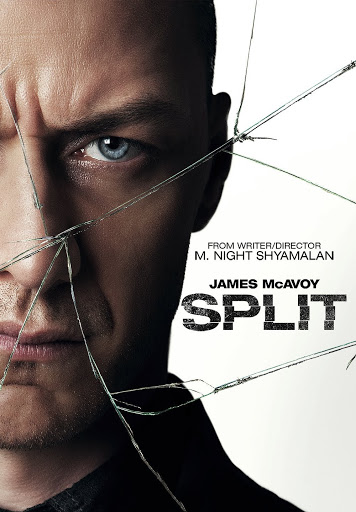 FROM WRITER/DIRECTOR
M. NIGHT SHYAMALAN
JAMES McAVOY
SPLIT